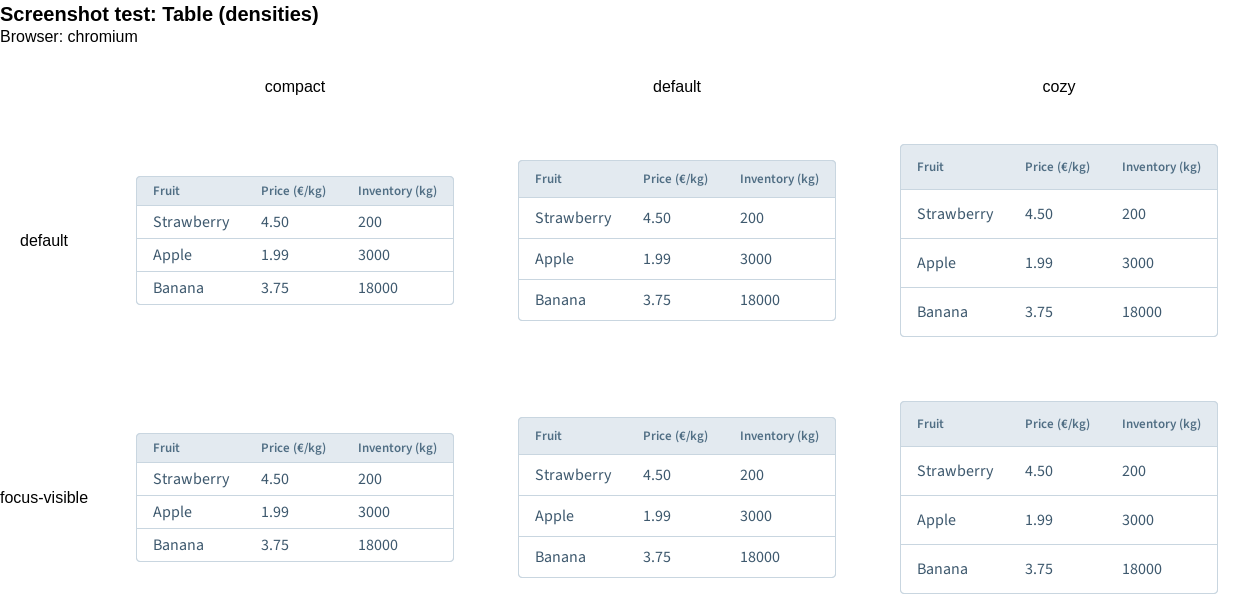 Screenshot test: Table (densities)
Browser: chromium
compact default cozy
default
Fruit Price (€/kg) Inventory (kg)
Strawberry 4.50 200
Apple 1.99 3000
Banana 3.75 18000
Fruit Price (€/kg) Inventory (kg)
Strawberry 4.50 200
Apple 1.99 3000
Banana 3.75 18000
Fruit Price (€/kg) Inventory (kg)
Strawberry 4.50 200
Apple 1.99 3000
Banana 3.75 18000
focus-visible
Fruit Price (€/kg) Inventory (kg)
Strawberry 4.50 200
Apple 1.99 3000
Banana 3.75 18000
Fruit Price (€/kg) Inventory (kg)
Strawberry 4.50 200
Apple 1.99 3000
Banana 3.75 18000
Fruit Price (€/kg) Inventory (kg)
Strawberry 4.50 200
Apple 1.99 3000
Banana 3.75 18000